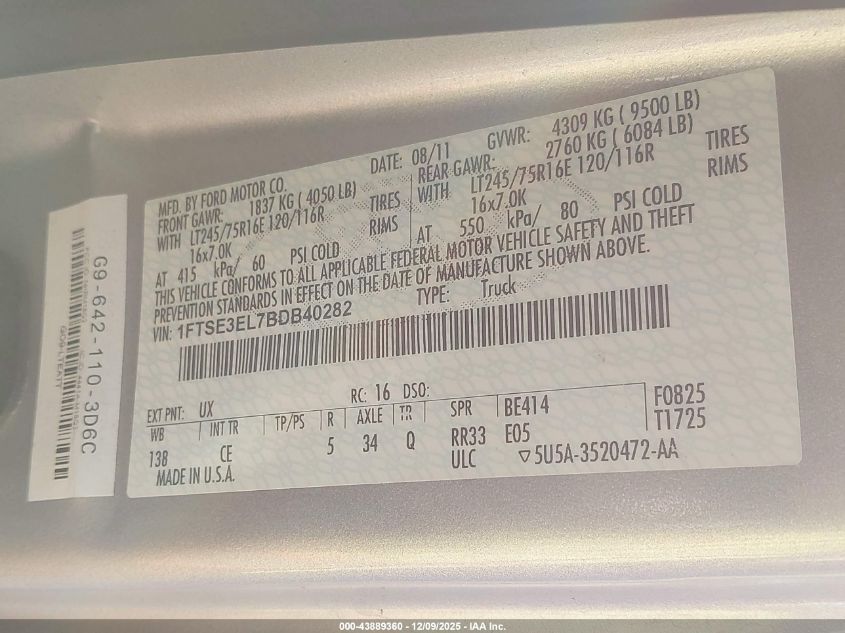 MFD. BY FORD MOTOR CO.
DATE: 08/11
GVWR: 4309 KG ( 9500 LB)
FRONT GAWR: 1837 KG ( 4050 LB)
REAR GAWR: 2760 KG ( 6084 LB)
WITH LT245/75R16E 120/116R TIRES
WITH LT245/75R16E 120/116R TIRES
16x7.0K RIMS
16x7.0K RIMS
AT 415 kPa/ 60 PSI COLD
AT 550 kPa/ 80 PSI COLD
THIS VEHICLE CONFORMS TO ALL APPLICABLE FEDERAL MOTOR VEHICLE SAFETY AND THEFT
PREVENTION STANDARDS IN EFFECT ON THE DATE OF MANUFACTURE SHOWN ABOVE.
VIN: 1FTSE3EL7BDB40282
TYPE: Truck
EXT PNT: UX RC: 16 DSO:
WB INT TR TP/PS R AXLE TR SPR BE414 F0825
138 CE 5 34 Q RR33 E05 T1725
MADE IN U.S.A. ULC ▽5U5A-3520472-AA
G9-642-110-3D6C
000-43889360 - 12/09/2025 - IAA Inc.